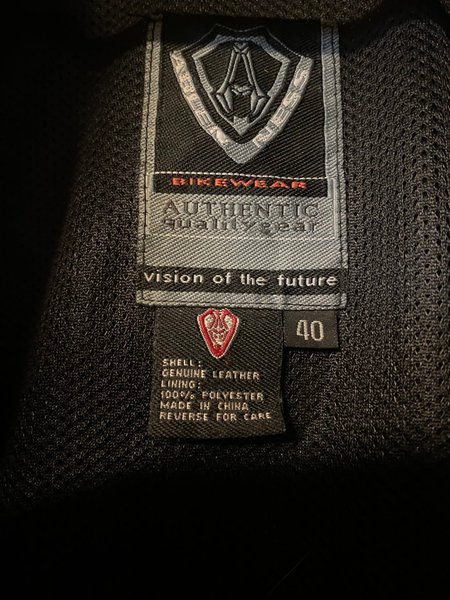 ARLEN NESS
BIKEWEAR
AUTHENTIC
qualitygear
vision of the future
40
SHELL:
GENUINE LEATHER
LINING:
100% POLYESTER
MADE IN CHINA
REVERSE FOR CARE